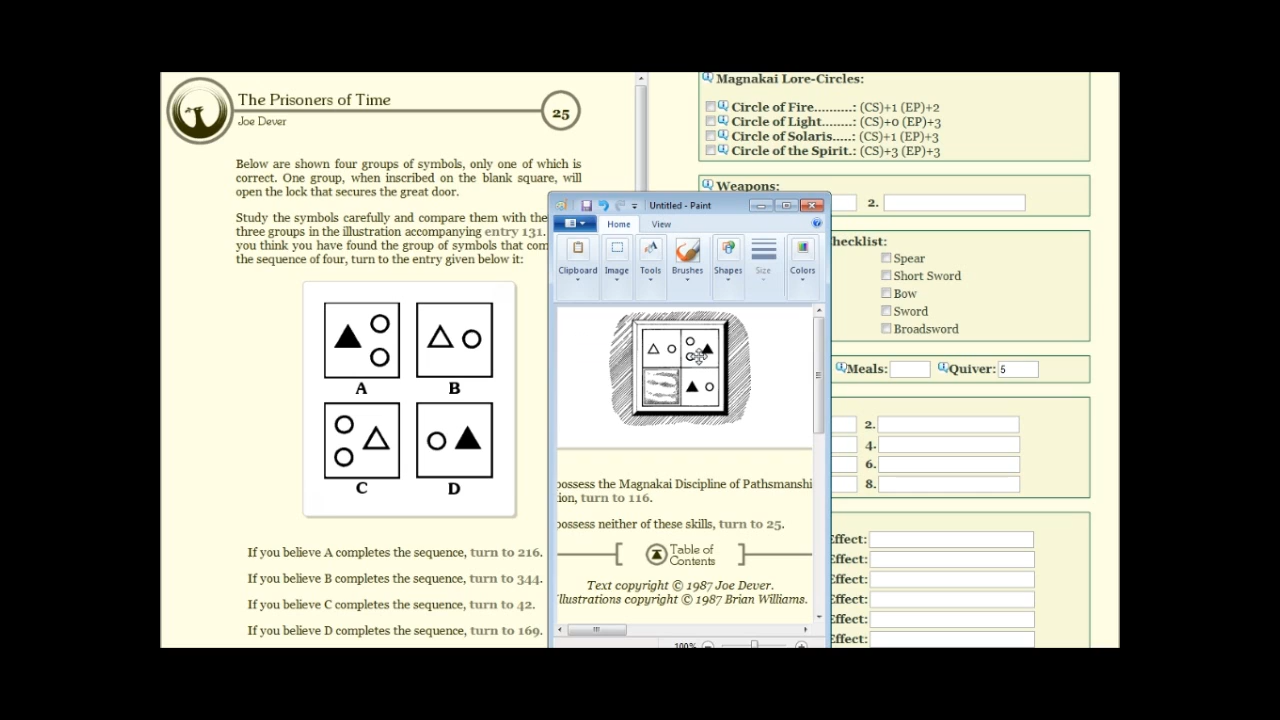 The Prisoners of Time
Joe Dever
25
Below are shown four groups of symbols, only one of which is
correct. One group, when inscribed on the blank square, will
open the lock that secures the great door.
Study the symbols carefully and compare them with the
three groups in the illustration accompanying entry 131.
you think you have found the group of symbols that com
the sequence of four, turn to the entry given below it:
A
B
C
D
If you believe A completes the sequence, turn to 216.
If you believe B completes the sequence, turn to 344.
If you believe C completes the sequence, turn to 42.
If you believe D completes the sequence, turn to 169.
Untitled - Paint
Home
View
Clipboard
Image
Tools
Brushes
Shapes
Size
Colors
possess the Magnakai Discipline of Pathsmanshi
ion, turn to 116.
possess neither of these skills, turn to 25.
Table of
Contents
Text copyright © 1987 Joe Dever.
llustrations copyright © 1987 Brian Williams.
100%
Magnakai Lore-Circles:
Circle of Fire..........: (CS)+1 (EP)+2
Circle of Light........: (CS)+0 (EP)+3
Circle of Solaris.....: (CS)+1 (EP)+3
Circle of the Spirit.: (CS)+3 (EP)+3
Weapons:
2.
hecklist:
Spear
Short Sword
Bow
Sword
Broadsword
Meals:
Quiver: 5
2.
4.
6.
8.
Effect:
Effect:
Effect:
Effect:
Effect:
Effect: